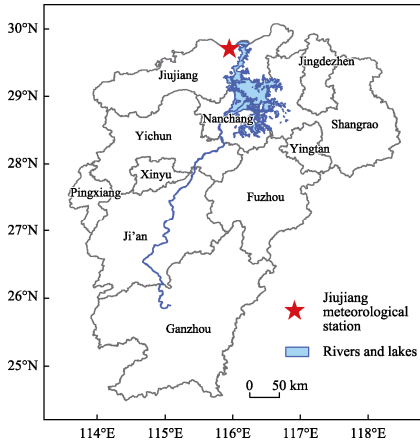 30°N
29°N
28°N
27°N
26°N
25°N
Jiujiang
Jingdezhen
Nanchang
Shangrao
Yichun
Yingtan
Xinyu
Pingxiang
Fuzhou
Ji'an
Ganzhou
Jiujiang
meteorological
station
Rivers and lakes
0 50 km
114°E 115°E 116°E 117°E 118°E